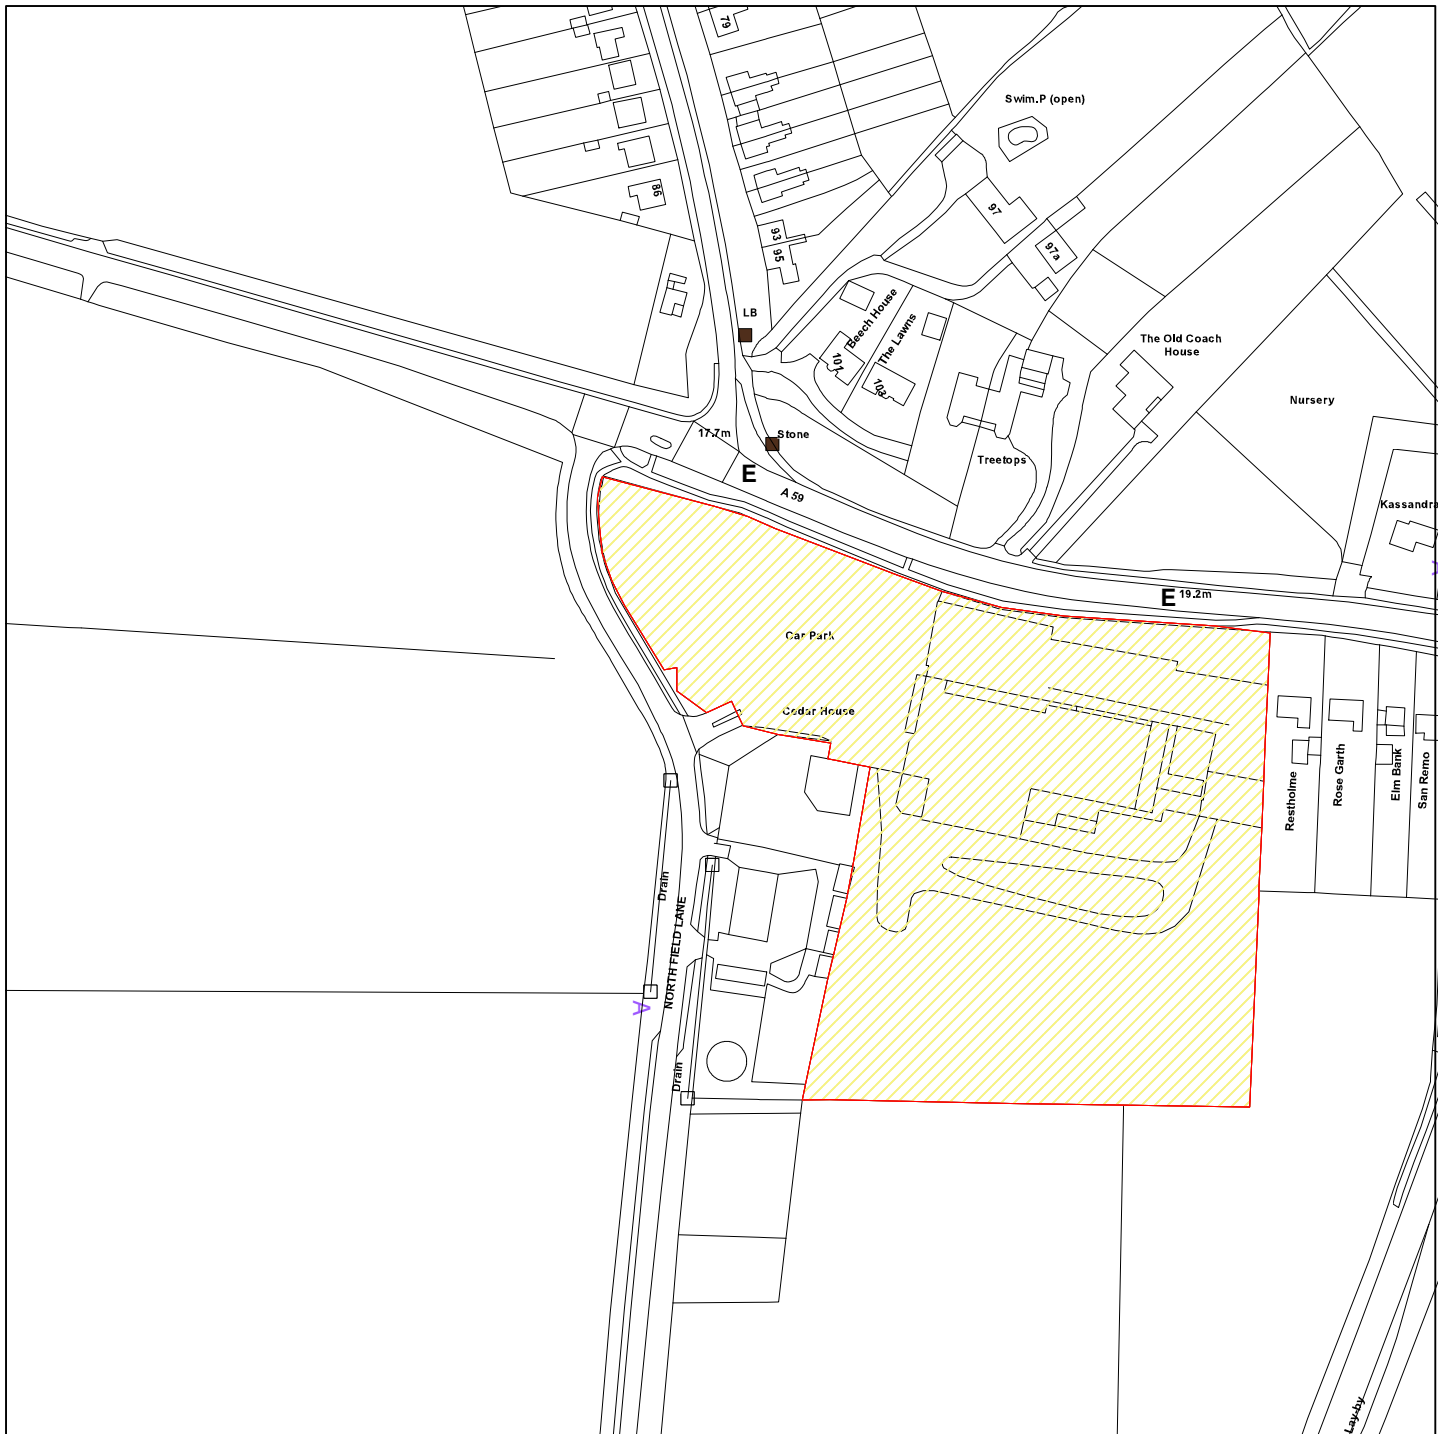 79
Swim.P (open)
86
97
93
95
97a
LB
Beech House
The Lawns
101
103
The Old Coach
House
Nursery
17.7m
Stone
E
A 59
Treetops
Kassandra
A
E 19.2m
Car Park
Cedar House
Restholme
Rose Garth
Elm Bank
San Remo
Drain
NORTH FIELD LANE
A
Drain
Lay-by